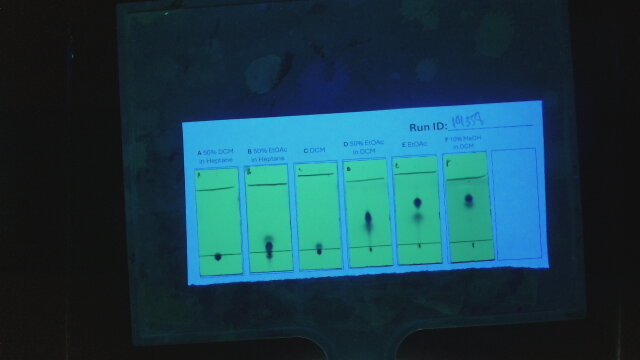 Run ID:
A 50% DCM in Heptane
B 50% EtOAc in Heptane
C DCM
D 50% EtOAc in DCM
E EtOAc
F 10% MeOH in DCM